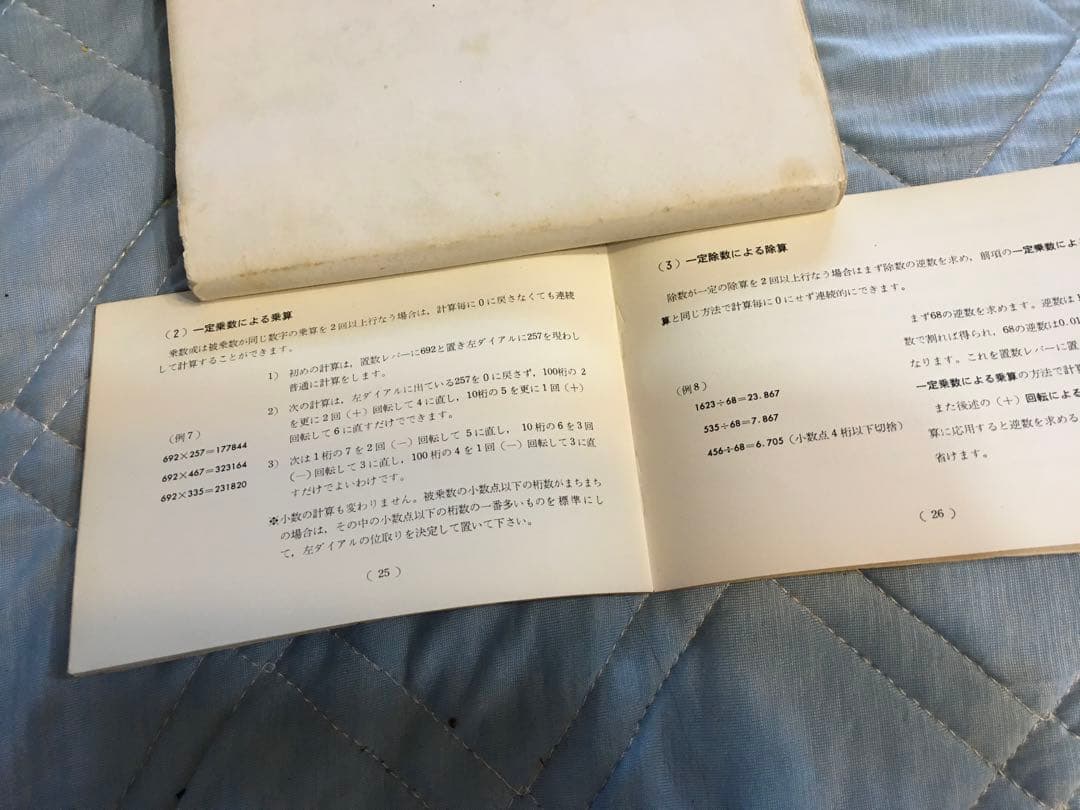 (2) 一定乗数による乗算
乗数或は被乗数が同じ数字の乗算を2回以上行なう場合は,計算毎に0に戻さなくても連続
して計算することができます。
1) 初めの計算は,置数レバーに692と置き左ダイアルに257を現わし
普通に計算をします。
2) 次の計算は,左ダイアルに出ている257を0に戻さず,100桁の2
を更に2回(+)回転して4に直し,10桁の5を更に1回(+)
回転して6に直すだけでできます。
3) 次は1桁の7を2回(−)回転して5に直し,10桁の6を3回
(−)回転して3に直し,100桁の4を1回(−)回転して3に直
すだけでよいわけです。
(例7)
692×257=177844
692×467=323164
692×335=231820
※小数の計算も変わりません。被乗数の小数点以下の桁数がまちまち
の場合は,その中の小数点以下の桁数の一番多いものを標準にし
て,左ダイアルの位取りを決定して置いて下さい。
(25)
(3) 一定除数による除算
除数が一定の除算を2回以上行なう場合はまず除数の逆数を求め,前項の一定乗数によ
算と同じ方法で計算毎に0にせず連続的にできます。
まず68の逆数を求めます。逆数は1
数で割れば得られ,68の逆数は0.01
なります。これを置数レバーに置
一定乗数による乗算の方法で計算
また後述の(+)回転による
算に応用すると逆数を求める
省けます。
(例8)
1623÷68=23.867
535÷68=7.867
456÷68=6.705(小数点4桁以下切捨)
(26)